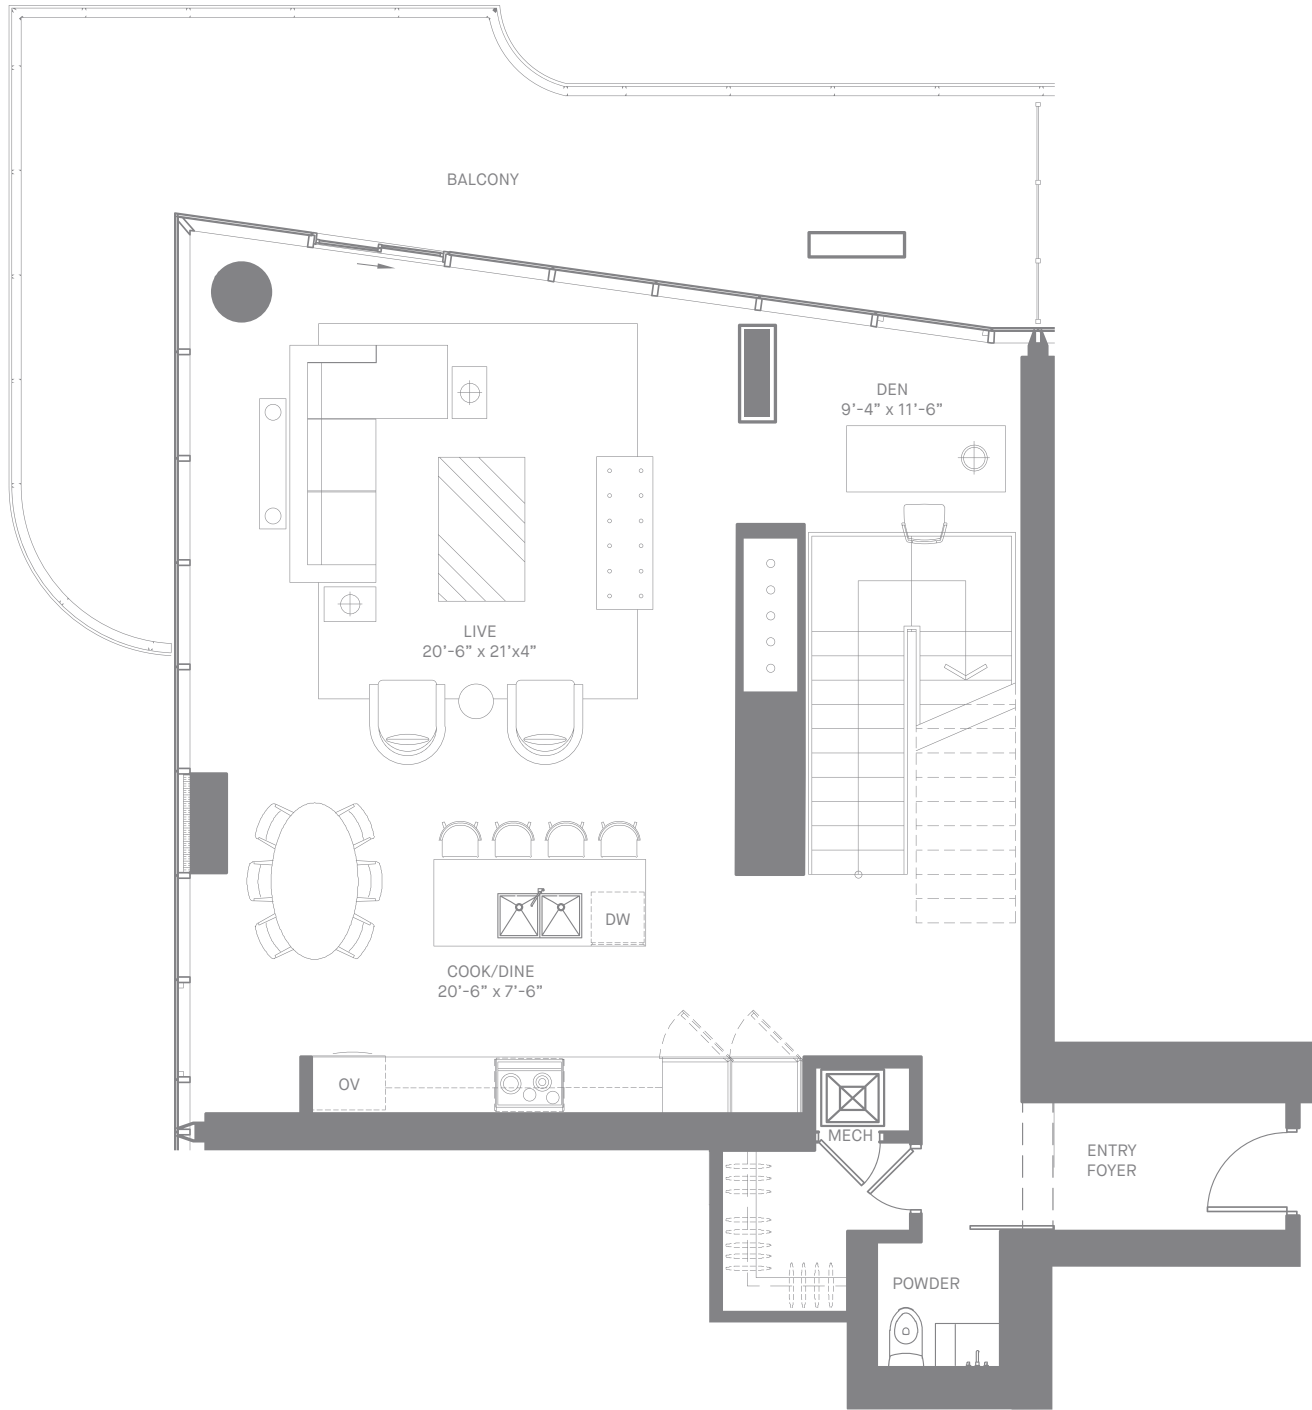 BALCONY
DEN
9’-4” x 11’-6”
LIVE
20’-6” x 21’x4”
DW
COOK/DINE
20’-6” x 7’-6”
OV
MECH
ENTRY
FOYER
POWDER